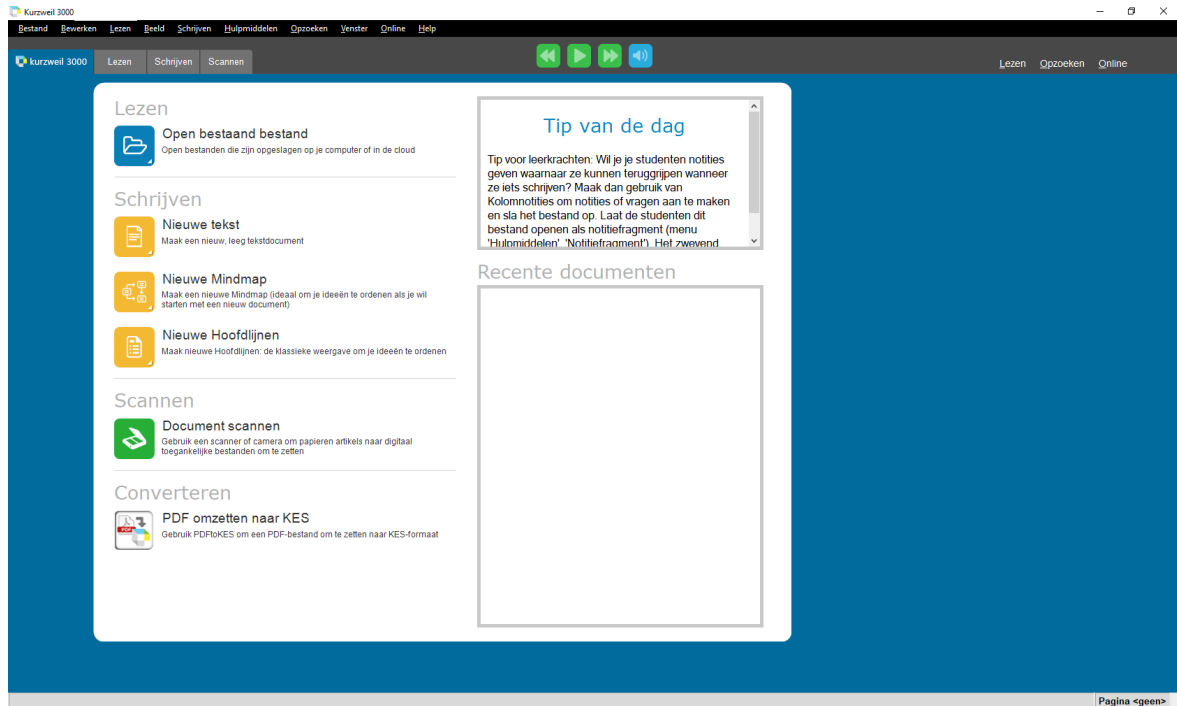 Kurzweil 3000
Bestand Bewerken Lezen Beeld Schrijven Hulpmiddelen Opzoeken Venster Online Help
kurzweil 3000 Lezen Schrijven Scannen
Lezen Opzoeken Online
Lezen
Open bestaand bestand
Open bestanden die zijn opgeslagen op je computer of in de cloud
Schrijven
Nieuwe tekst
Maak een nieuw, leeg tekstdocument
Nieuwe Mindmap
Maak een nieuwe Mindmap (ideaal om je ideeën te ordenen als je wil
starten met een nieuw document)
Nieuwe Hoofdlijnen
Maak nieuwe Hoofdlijnen: de klassieke weergave om je ideeën te ordenen
Scannen
Document scannen
Gebruik een scanner of camera om papieren artikels naar digitaal
toegankelijke bestanden om te zetten
Converteren
PDF
PDF omzetten naar KES
Gebruik PDFtoKES om een PDF-bestand om te zetten naar KES-formaat
Tip van de dag
Tip voor leerkrachten: Wil je je studenten notities
geven waarnaar ze kunnen teruggrijpen wanneer
ze iets schrijven? Maak dan gebruik van
Kolomnotities om notities of vragen aan te maken
en sla het bestand op. Laat de studenten dit
bestand openen als notitiefragment (menu
'Hulpmiddelen', 'Notitiefragment'). Het zwevend
Recente documenten
Pagina <geen>